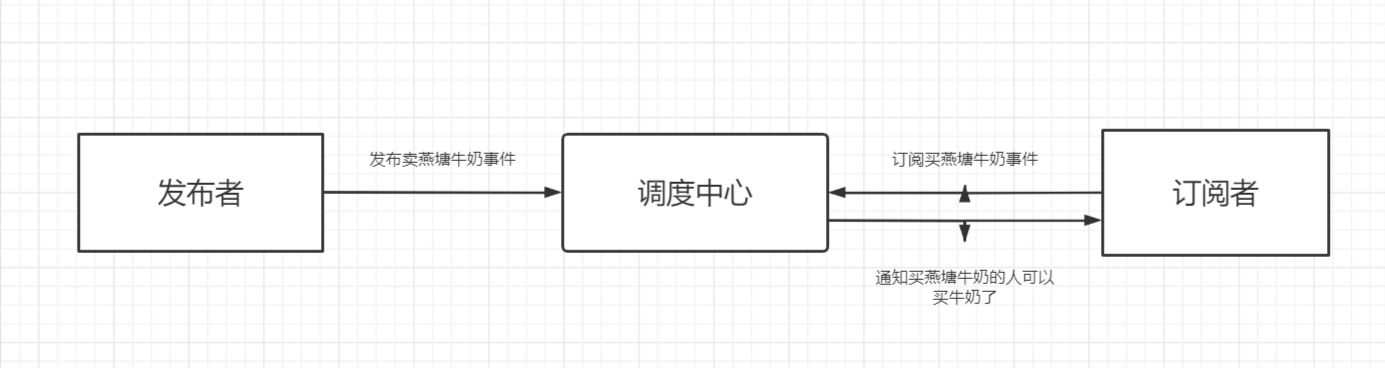 发布卖燕塘牛奶事件
订阅买燕塘牛奶事件
发布者
调度中心
订阅者
通知买燕塘牛奶的人可以
买牛奶了